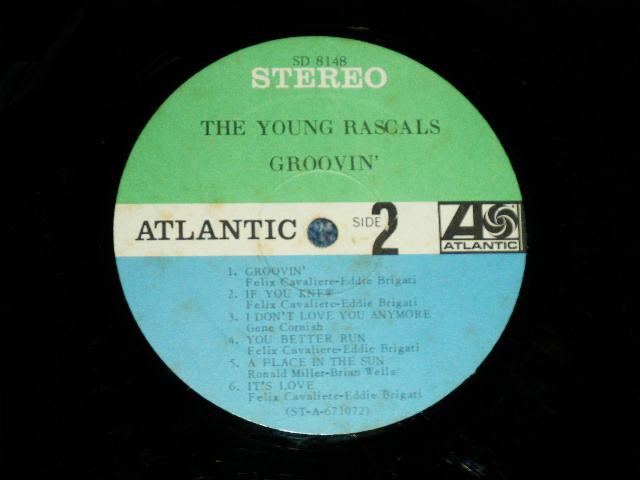 SD 8148
STEREO
THE YOUNG RASCALS
GROOVIN'
ATLANTIC SIDE 2 ATLANTIC
1. GROOVIN'
Felix Cavaliere-Eddie Brigati
2. IF YOU KNEW
Felix Cavaliere-Eddie Brigati
3. I DON'T LOVE YOU ANYMORE
Gene Cornish
4. YOU BETTER RUN
Felix Cavaliere-Eddie Brigati
5. A PLACE IN THE SUN
Ronald Miller-Brian Wells
6. IT'S LOVE
Felix Cavaliere-Eddie Brigati
(ST-A-671072)